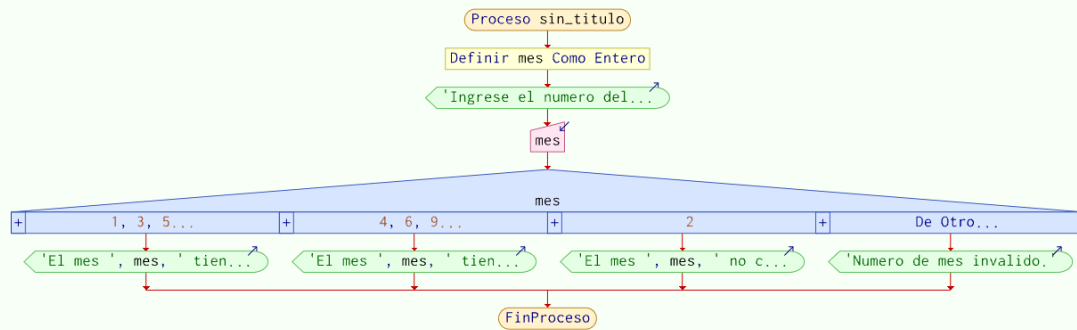 Proceso sin_titulo
Definir mes Como Entero
'Ingrese el numero del...
mes
mes
+ 1, 3, 5... + 4, 6, 9... + 2 + De Otro...
'El mes ', mes, ' tien... 'El mes ', mes, ' tien... 'El mes ', mes, ' no c... 'Numero de mes invalido.'
FinProceso